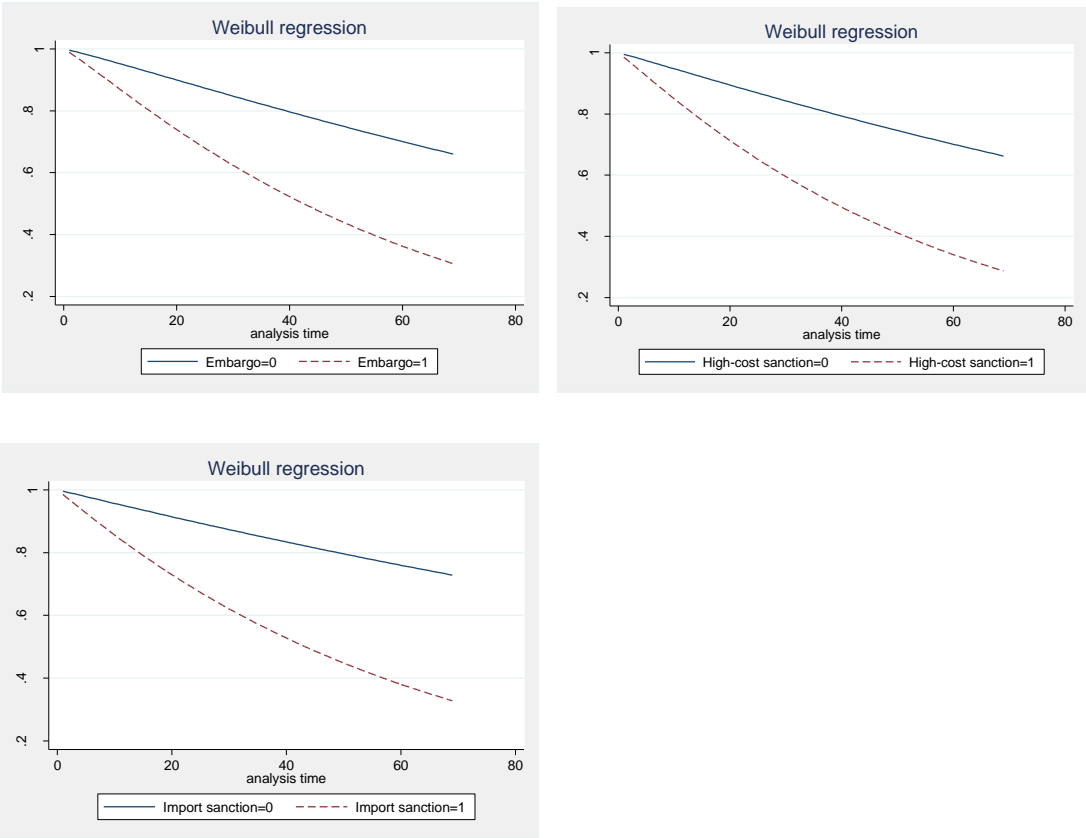 Weibull regression
1
.8
.6
.4
.2
0 20 40 60 80
analysis time
Embargo=0 Embargo=1
Weibull regression
1
.8
.6
.4
.2
0 20 40 60 80
analysis time
High-cost sanction=0 High-cost sanction=1
Weibull regression
1
.8
.6
.4
.2
0 20 40 60 80
analysis time
Import sanction=0 Import sanction=1